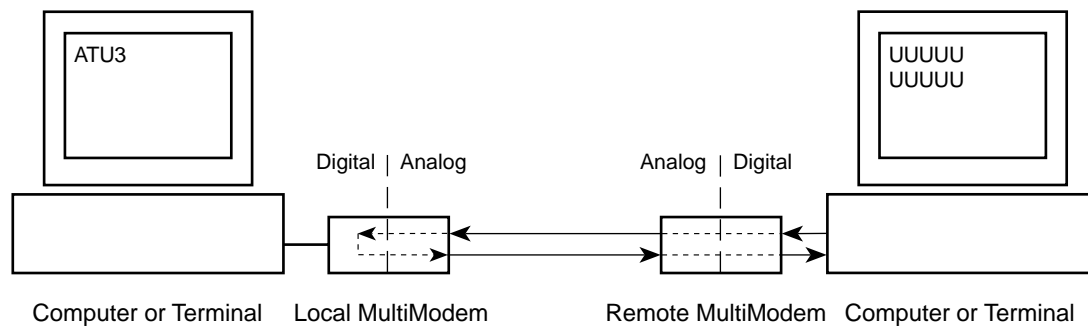 ATU3
UUUUU
UUUUU
Digital Analog
Analog Digital
Computer or Terminal
Local MultiModem
Remote MultiModem
Computer or Terminal